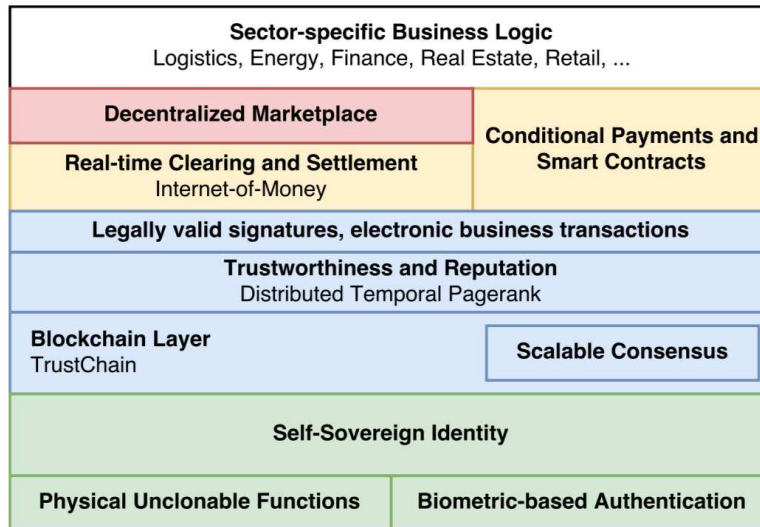 Sector-specific Business Logic
Logistics, Energy, Finance, Real Estate, Retail, ...
Decentralized Marketplace
Conditional Payments and
Smart Contracts
Real-time Clearing and Settlement
Internet-of-Money
Legally valid signatures, electronic business transactions
Trustworthiness and Reputation
Distributed Temporal Pagerank
Blockchain Layer
TrustChain
Scalable Consensus
Self-Sovereign Identity
Physical Unclonable Functions
Biometric-based Authentication